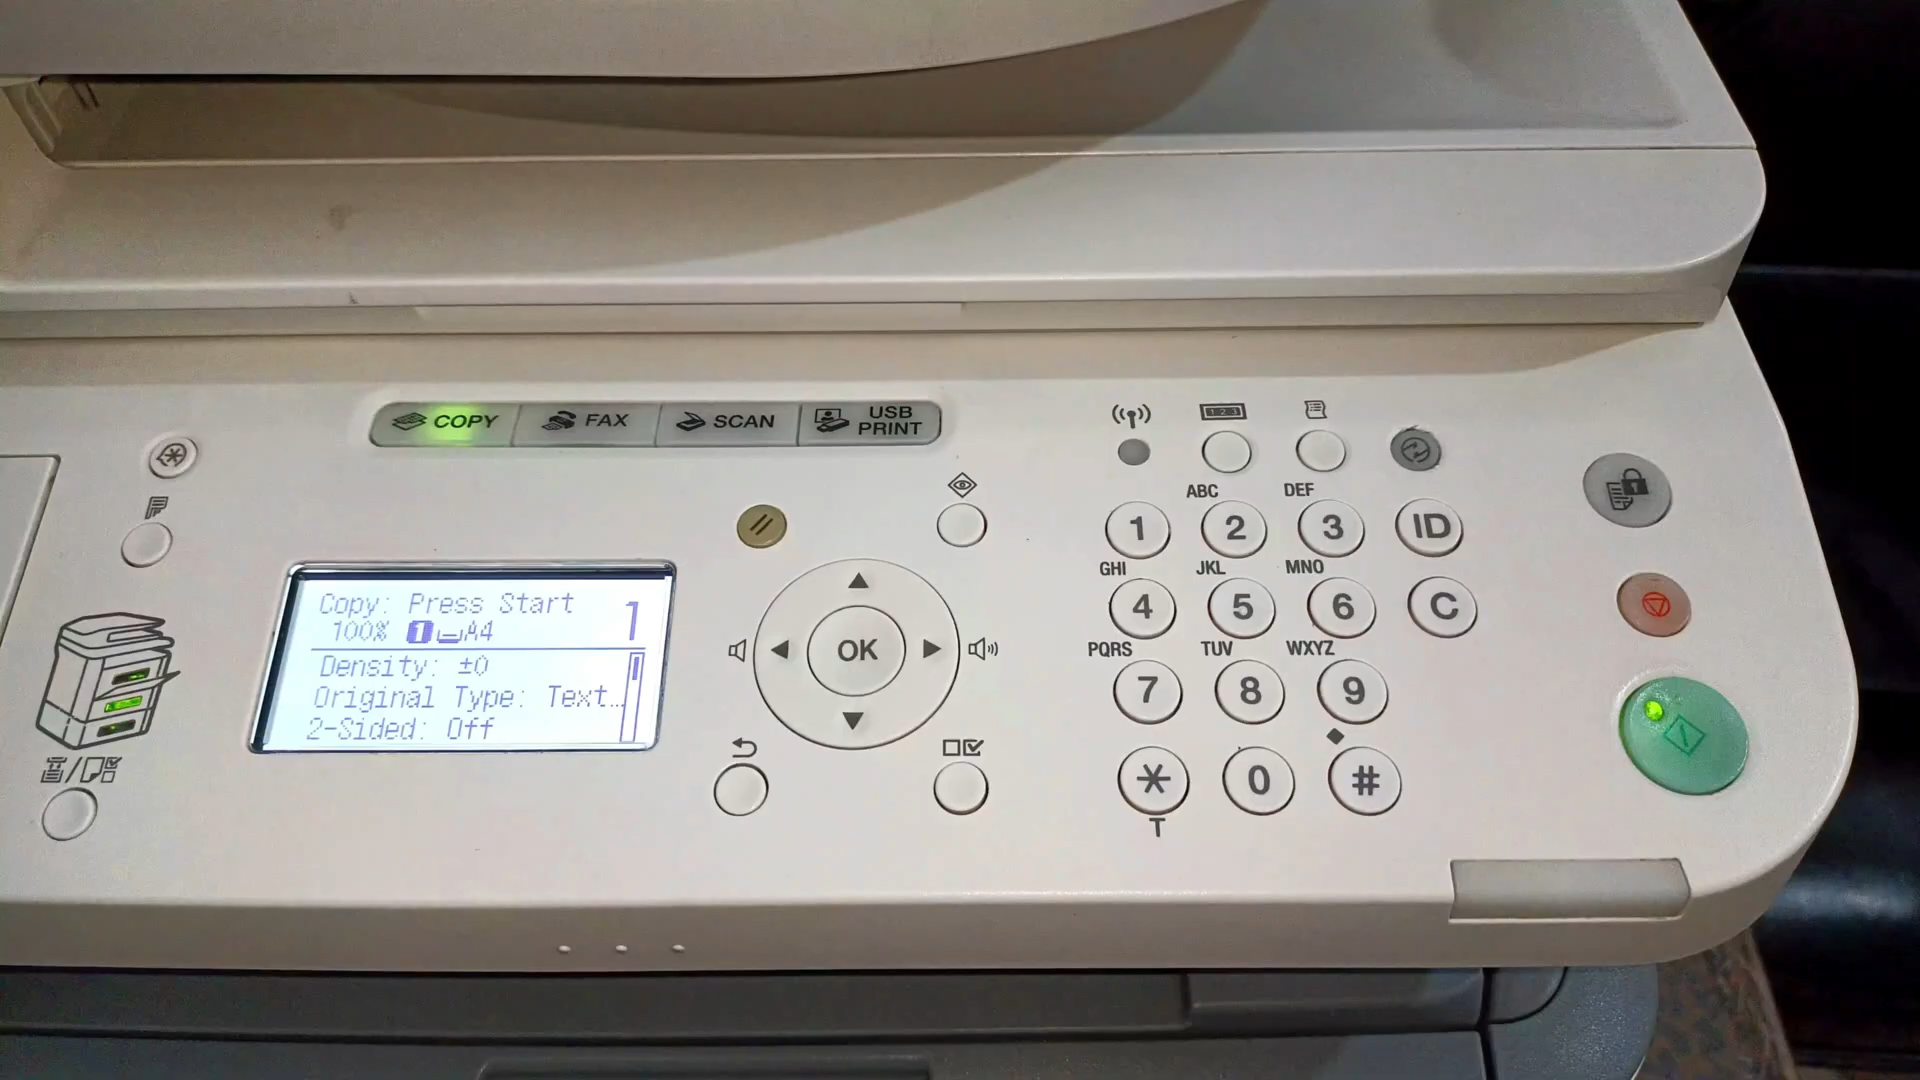 COPY
FAX
SCAN
USB
PRINT
Copy: Press Start
1
100% 1 A4
Density: ±0
Original Type: Text...
2-Sided: Off
OK
123
ABC
DEF
1
2
3
ID
GHI
JKL
MNO
4
5
6
C
PQRS
TUV
WXYZ
7
8
9
*
0
#
T